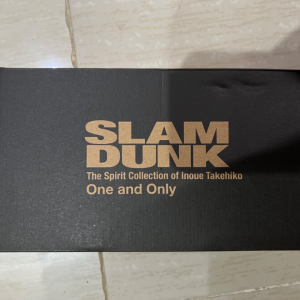 SLAM
DUNK
The Spirit Collection of Inoue Takehiko
One and Only